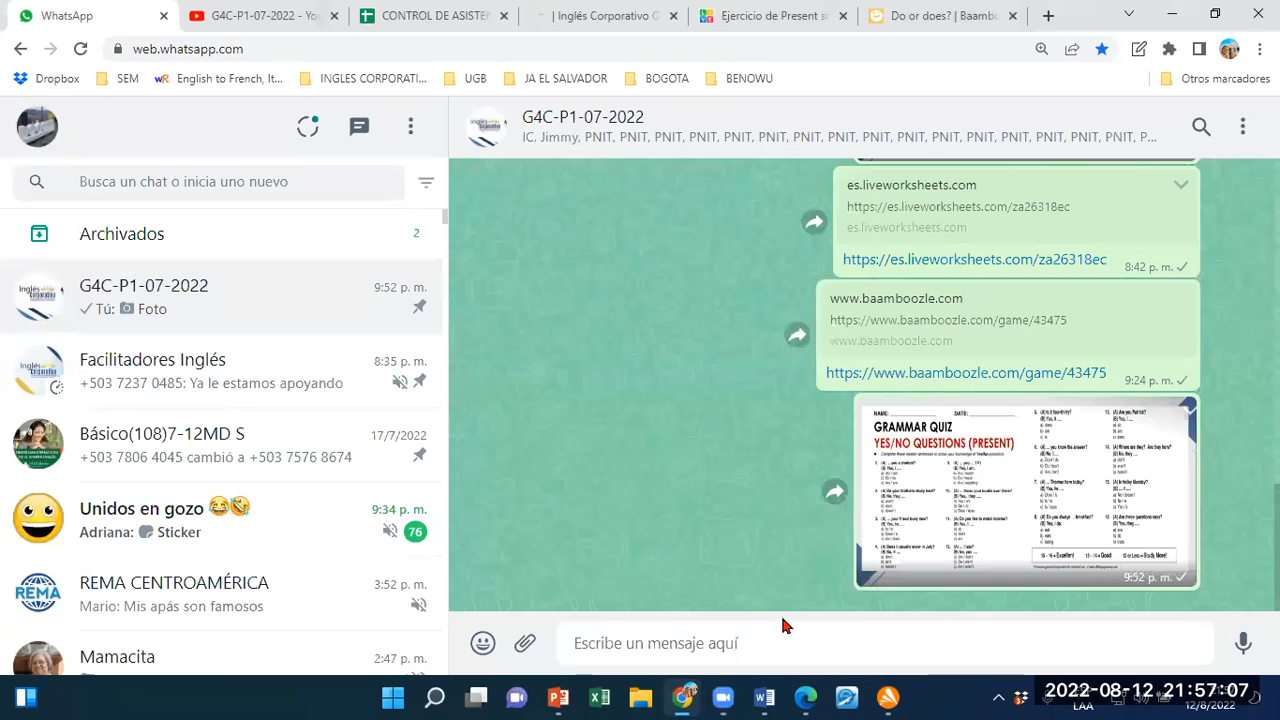 WhatsApp
G4C-P1-07-2022 - You
CONTROL DE ASISTE
| Inglés Corporativo C
Ejercicio de Present si
Do or does? | Baamb
web.whatsapp.com
Dropbox
SEM
English to French, It...
INGLES CORPORATI...
UGB
JA EL SALVADOR
BOGOTA
BENOWU
Otros marcadores
G4C-P1-07-2022
IC, Jimmy, PNIT, PNIT, PNIT, PNIT, PNIT, PNIT, PNIT, PNIT, PNIT, PNIT, PNIT, PNIT, PNIT, PNIT, PNIT, PNIT, P...
Busca un chat o inicia uno nuevo
Archivados
2
G4C-P1-07-2022
9:52 p. m.
Tú: Foto
Facilitadores Inglés
8:35 p. m.
+503 7237 0485: Ya le estamos apoyando
Básico(108)7-12MD S
17/7/2022
+503 7806 4045 cambió a +503 7576 8674
Unidos en gozo
9:34 p. m.
Adriana: Sticker
76
REMA CENTROAMÉRICA
3:52 p. m.
Mario: Mis apás son famosos
Mamacita
2:47 p. m.
es.liveworksheets.com
https://es.liveworksheets.com/za26318ec
es.liveworksheets.com
https://es.liveworksheets.com/za26318ec
8:42 p. m.
www.baamboozle.com
https://www.baamboozle.com/game/43475
www.baamboozle.com
https://www.baamboozle.com/game/43475
9:24 p. m.
NAME: DATE:
GRAMMAR QUIZ
YES/NO QUESTIONS (PRESENT)
9:52 p. m.
Escribe un mensaje aquí
2022-08-12 21:57:07
LAA
12/8/2022